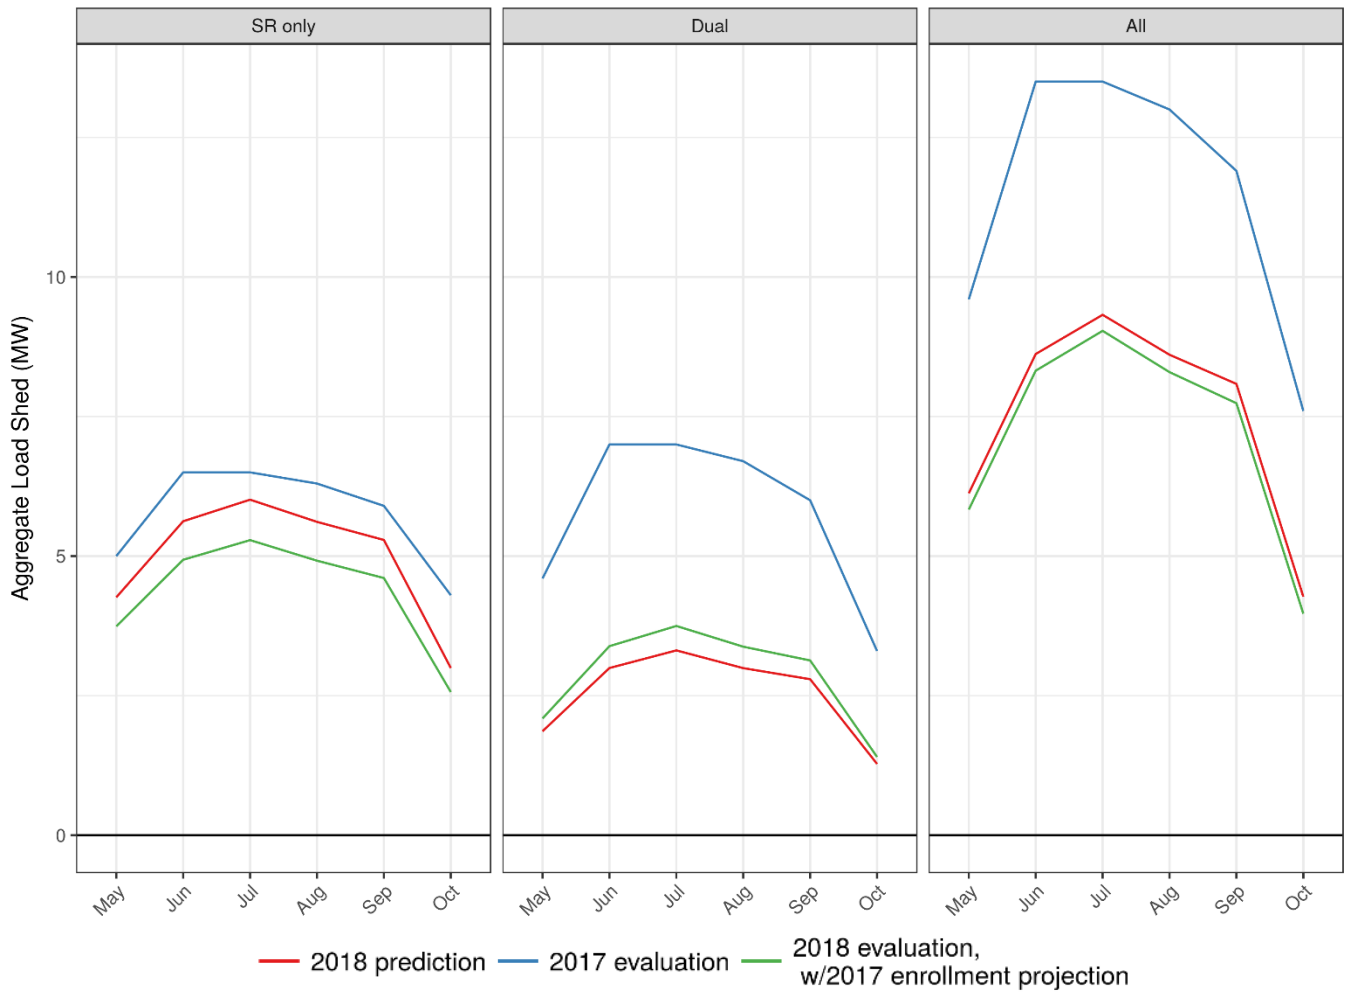 SR only
Dual
All
Aggregate Load Shed (MW)
10
5
0
May
Jun
Jul
Aug
Sep
Oct
May
Jun
Jul
Aug
Sep
Oct
May
Jun
Jul
Aug
Sep
Oct
2018 prediction
2017 evaluation
2018 evaluation,
w/2017 enrollment projection